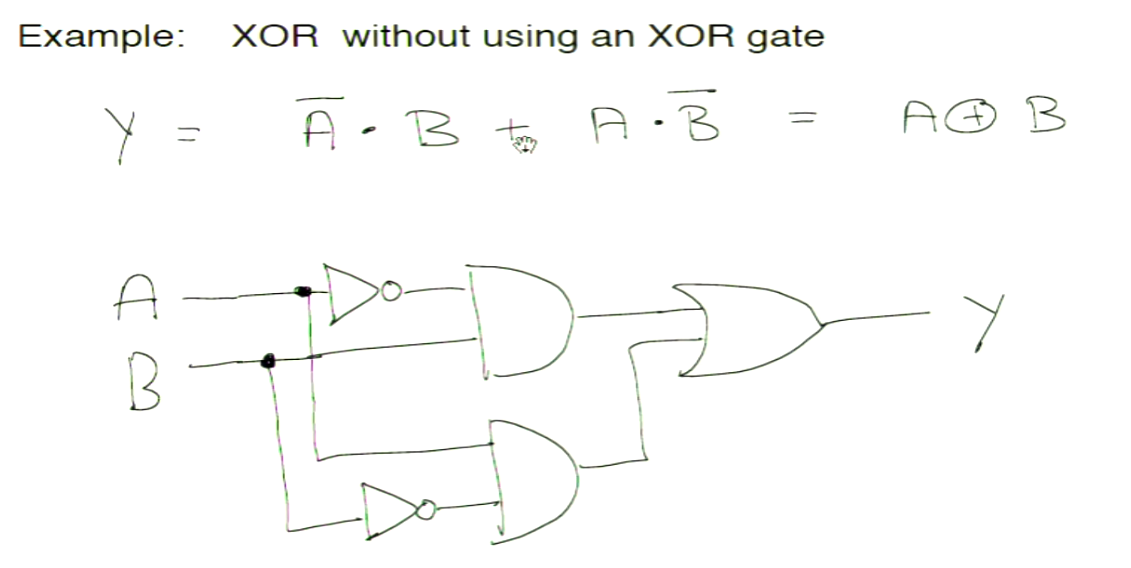 Example: XOR without using an XOR gate
Y = A̅ · B + A · B̅ = A ⊕ B
A
B
Y